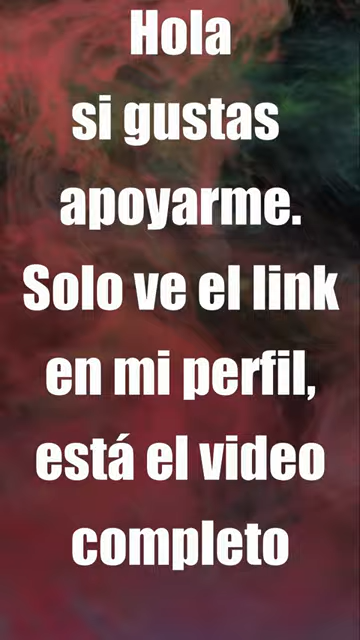 Hola
si gustas
apoyarme.
Solo ve el link
en mi perfil,
está el video
completo